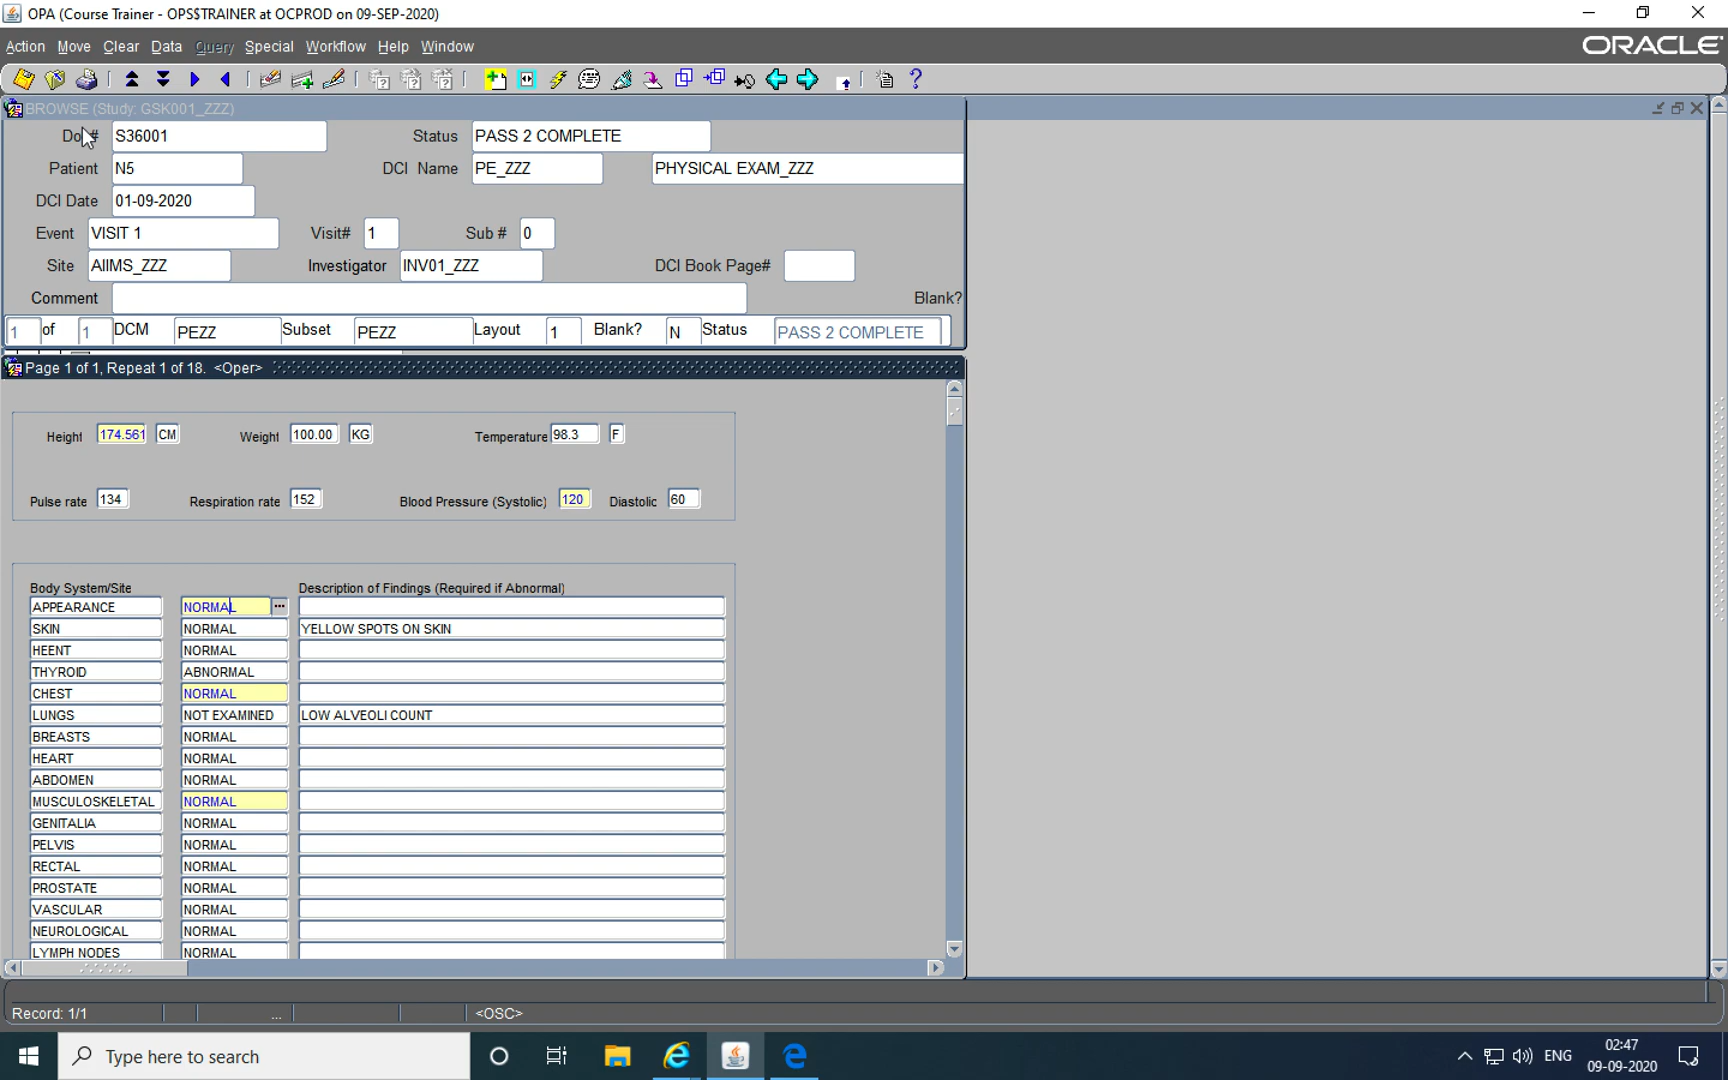 OPA (Course Trainer - OPS$TRAINER at OCPROD on 09-SEP-2020)
Action Move Clear Data Query Special Workflow Help Window
ORACLE
BROWSE (Study: GSK001_ZZZ)
S36001 Status PASS 2 COMPLETE
Patient N5 DCI Name PE_ZZZ PHYSICAL EXAM_ZZZ
DCI Date 01-09-2020
Event VISIT 1 Visit# 1 Sub # 0
Site AIIMS_ZZZ Investigator INV01_ZZZ DCI Book Page#
Comment Blank?
1 of 1 DCM PEZZ Subset PEZZ Layout 1 Blank? N Status PASS 2 COMPLETE
Page 1 of 1, Repeat 1 of 18. <Oper>
Height 174.561 CM Weight 100.00 KG Temperature 98.3 F
Pulse rate 134 Respiration rate 152 Blood Pressure (Systolic) 120 Diastolic 60
Body System/Site Description of Findings (Required if Abnormal)
APPEARANCE NORMAL ...
SKIN NORMAL YELLOW SPOTS ON SKIN
HEENT NORMAL
THYROID ABNORMAL
CHEST NORMAL
LUNGS NOT EXAMINED LOW ALVEOLI COUNT
BREASTS NORMAL
HEART NORMAL
ABDOMEN NORMAL
MUSCULOSKELETAL NORMAL
GENITALIA NORMAL
PELVIS NORMAL
RECTAL NORMAL
PROSTATE NORMAL
VASCULAR NORMAL
NEUROLOGICAL NORMAL
LYMPH NODES NORMAL
Record: 1/1 ... <OSC>
Type here to search
ENG
02:47
09-09-2020